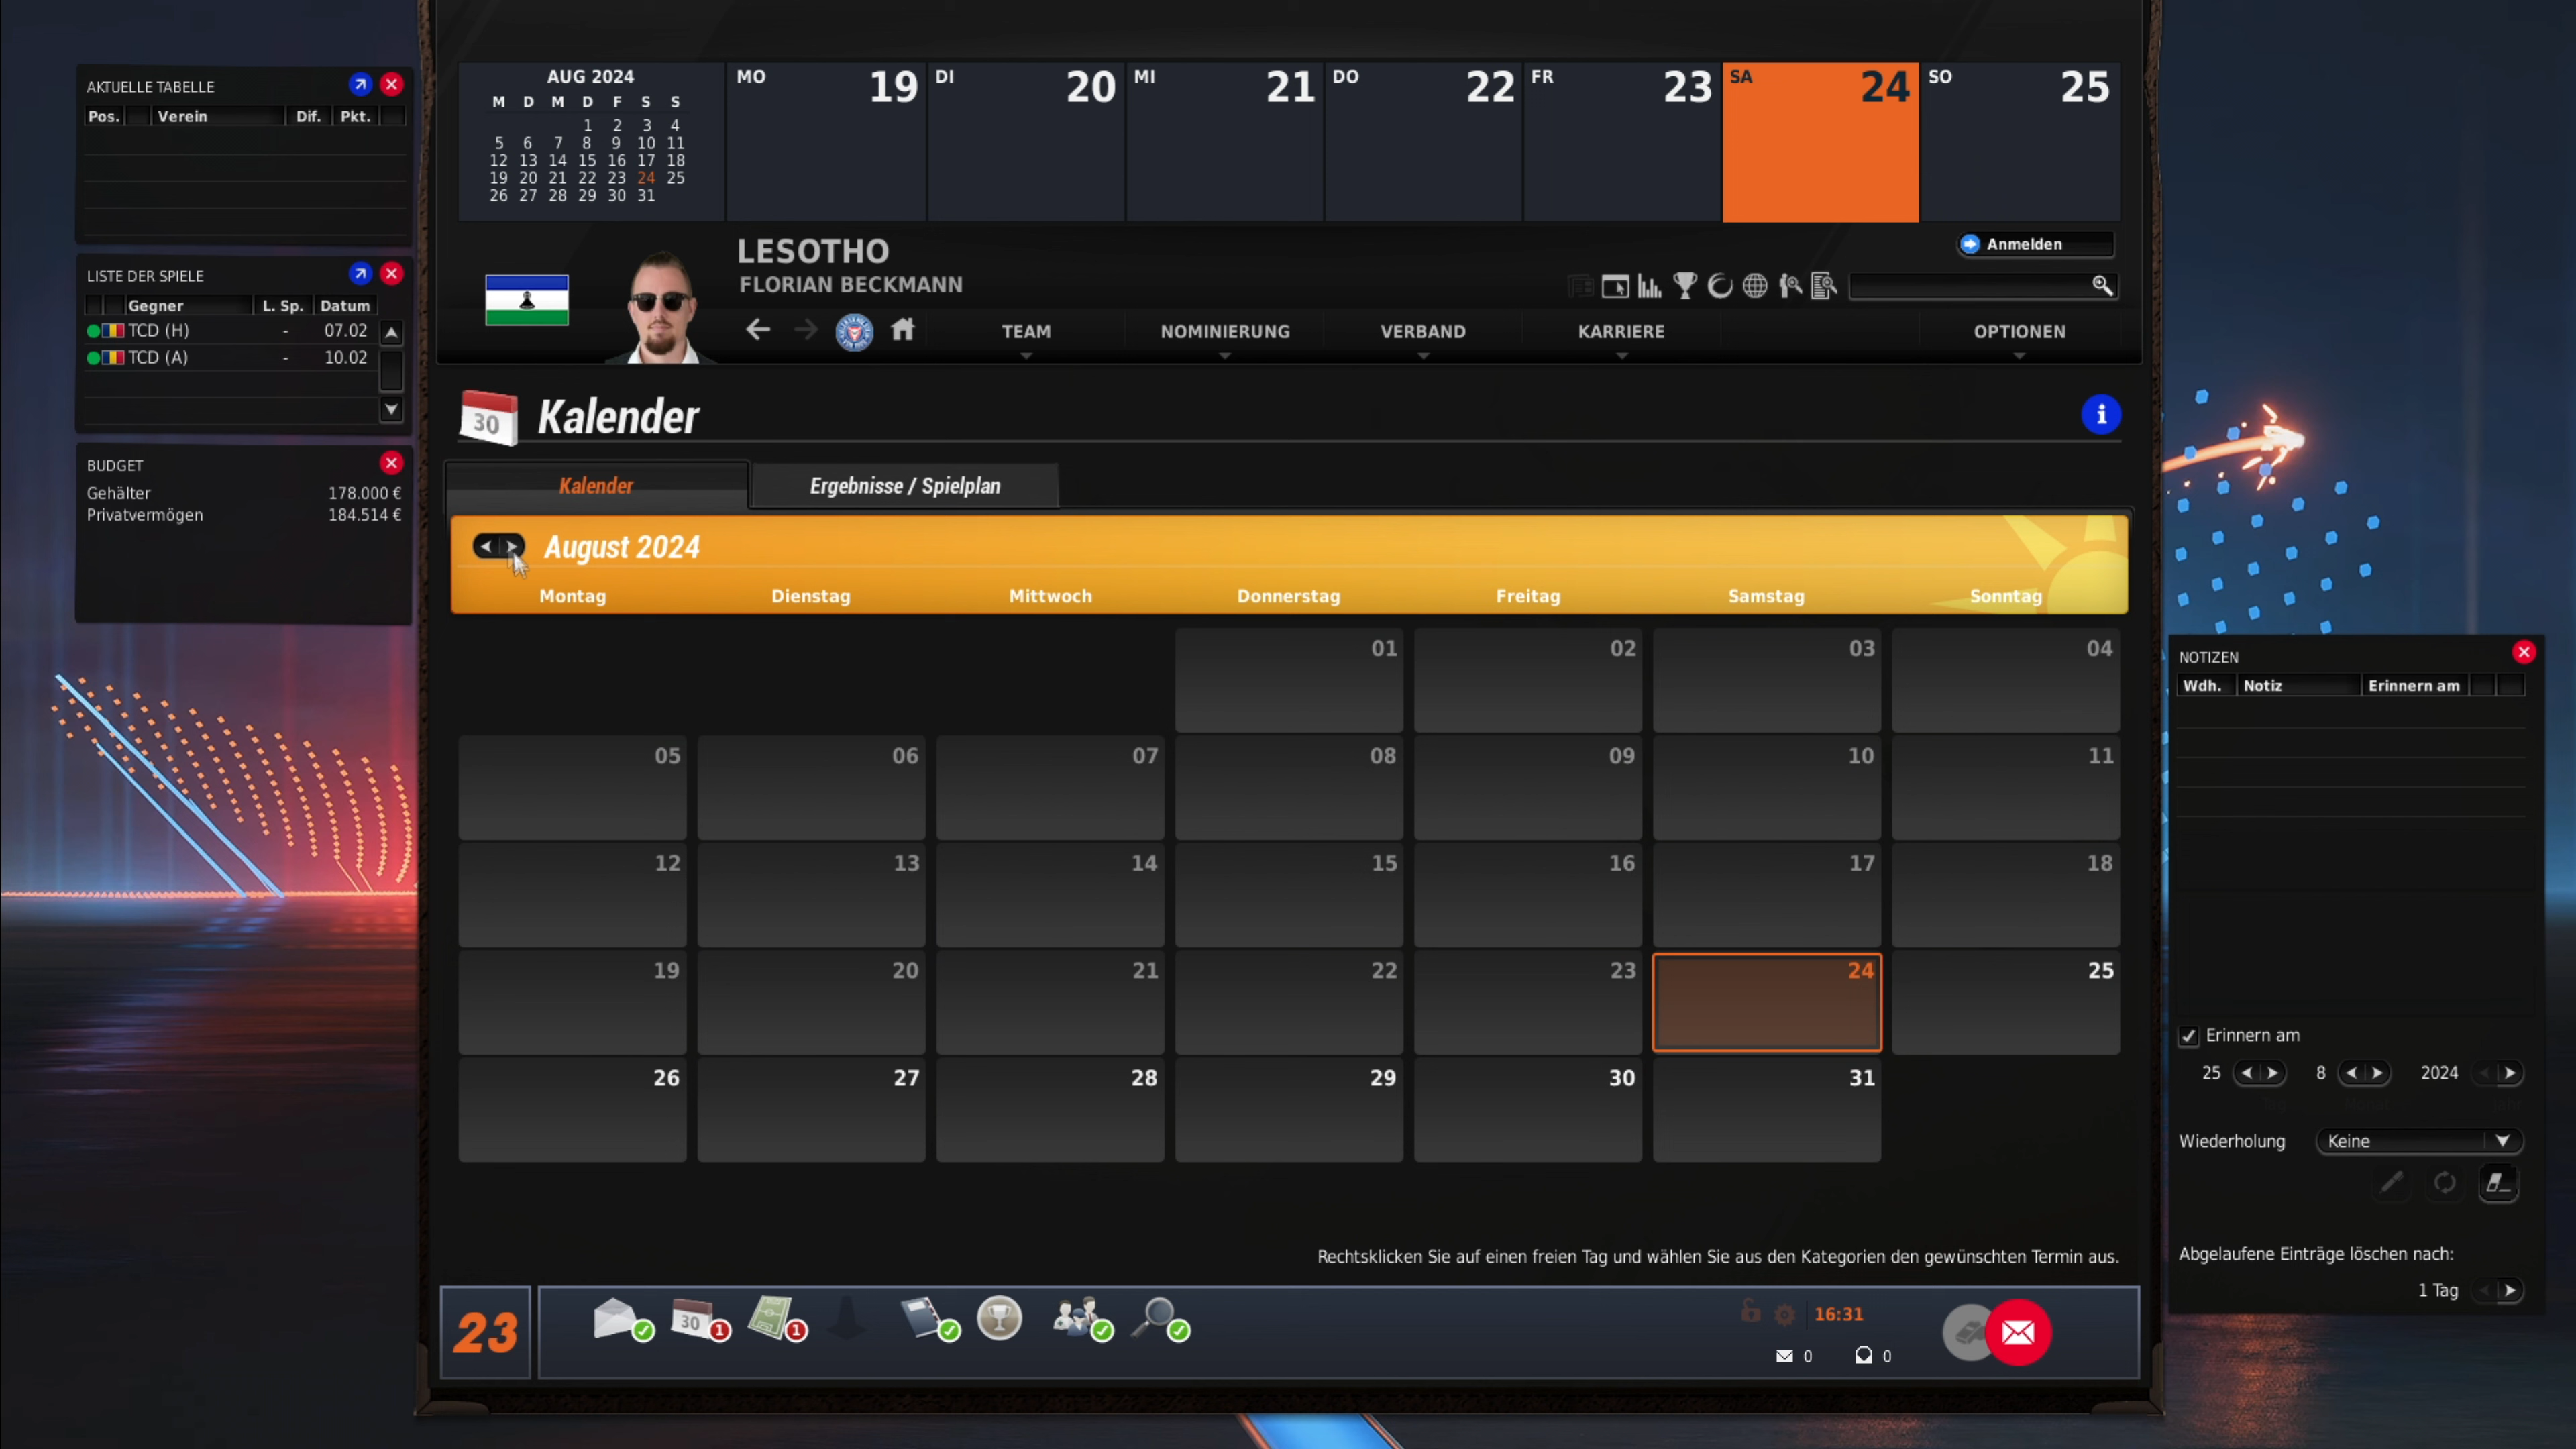 AKTUELLE TABELLE
Pos. Verein Dif. Pkt.
LISTE DER SPIELE
Gegner L. Sp. Datum
TCD (H) - 07.02
TCD (A) - 10.02
BUDGET
Gehälter 178.000 €
Privatvermögen 184.514 €
AUG 2024
M D M D F S S
1 2 3 4
5 6 7 8 9 10 11
12 13 14 15 16 17 18
19 20 21 22 23 24 25
26 27 28 29 30 31
MO 19 DI 20 MI 21 DO 22 FR 23 SA 24 SO 25
LESOTHO
FLORIAN BECKMANN
Anmelden
TEAM NOMINIERUNG VERBAND KARRIERE OPTIONEN
30 Kalender
Kalender Ergebnisse / Spielplan
August 2024
Montag Dienstag Mittwoch Donnerstag Freitag Samstag Sonntag
01 02 03 04
05 06 07 08 09 10 11
12 13 14 15 16 17 18
19 20 21 22 23 24 25
26 27 28 29 30 31
Rechtsklicken Sie auf einen freien Tag und wählen Sie aus den Kategorien den gewünschten Termin aus.
23 30 1 1 16:31
0 0
NOTIZEN
Wdh. Notiz Erinnern am
Erinnern am
25 8 2024
Wiederholung Keine
Abgelaufene Einträge löschen nach:
1 Tag